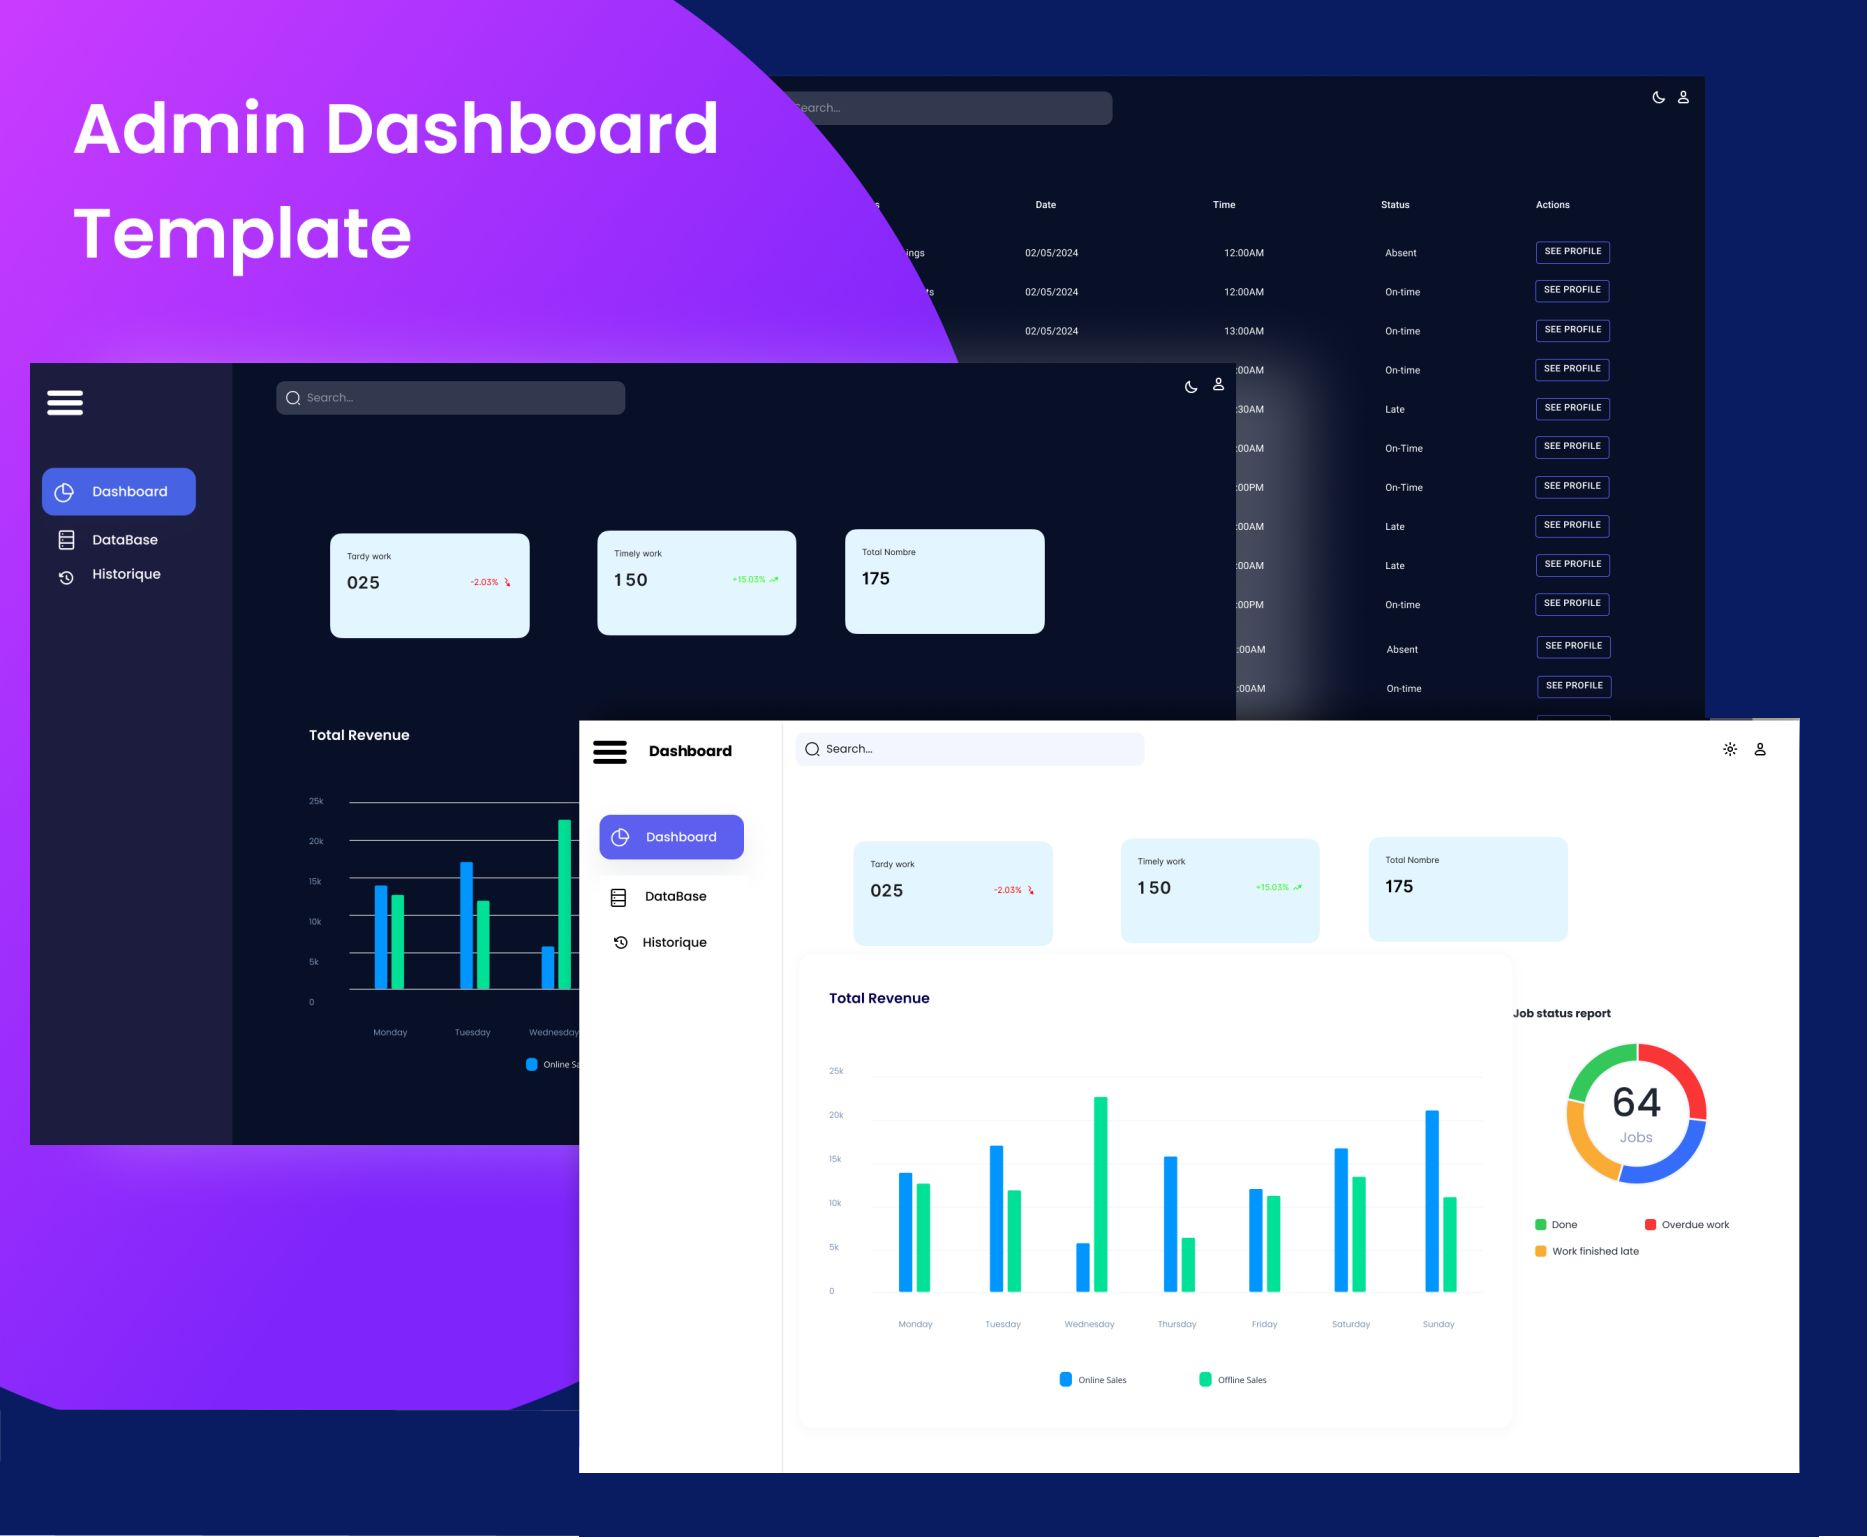 Admin Dashboard
Template
Search...
Date Time Status Actions
02/05/2024 12:00AM Absent SEE PROFILE
02/05/2024 12:00AM On-time SEE PROFILE
02/05/2024 13:00AM On-time SEE PROFILE
:00AM On-time SEE PROFILE
:30AM Late SEE PROFILE
:00AM On-Time SEE PROFILE
:00PM On-Time SEE PROFILE
:00AM Late SEE PROFILE
:00AM Late SEE PROFILE
:00PM On-time SEE PROFILE
:00AM Absent SEE PROFILE
:00AM On-time SEE PROFILE
Search...
Dashboard
DataBase
Historique
Tardy work
025 -2.03%
Timely work
150 +15.03%
Total Nombre
175
Total Revenue
25k
20k
15k
10k
5k
0
Monday Tuesday Wednesday
Online
Dashboard
Search...
Dashboard
DataBase
Historique
Tardy work
025 -2.03%
Timely work
150 +15.03%
Total Nombre
175
Total Revenue
25k
20k
15k
10k
5k
0
Monday Tuesday Wednesday Thursday Friday Saturday Sunday
Online Sales Offline Sales
Job status report
64
Jobs
Done Overdue work
Work finished late